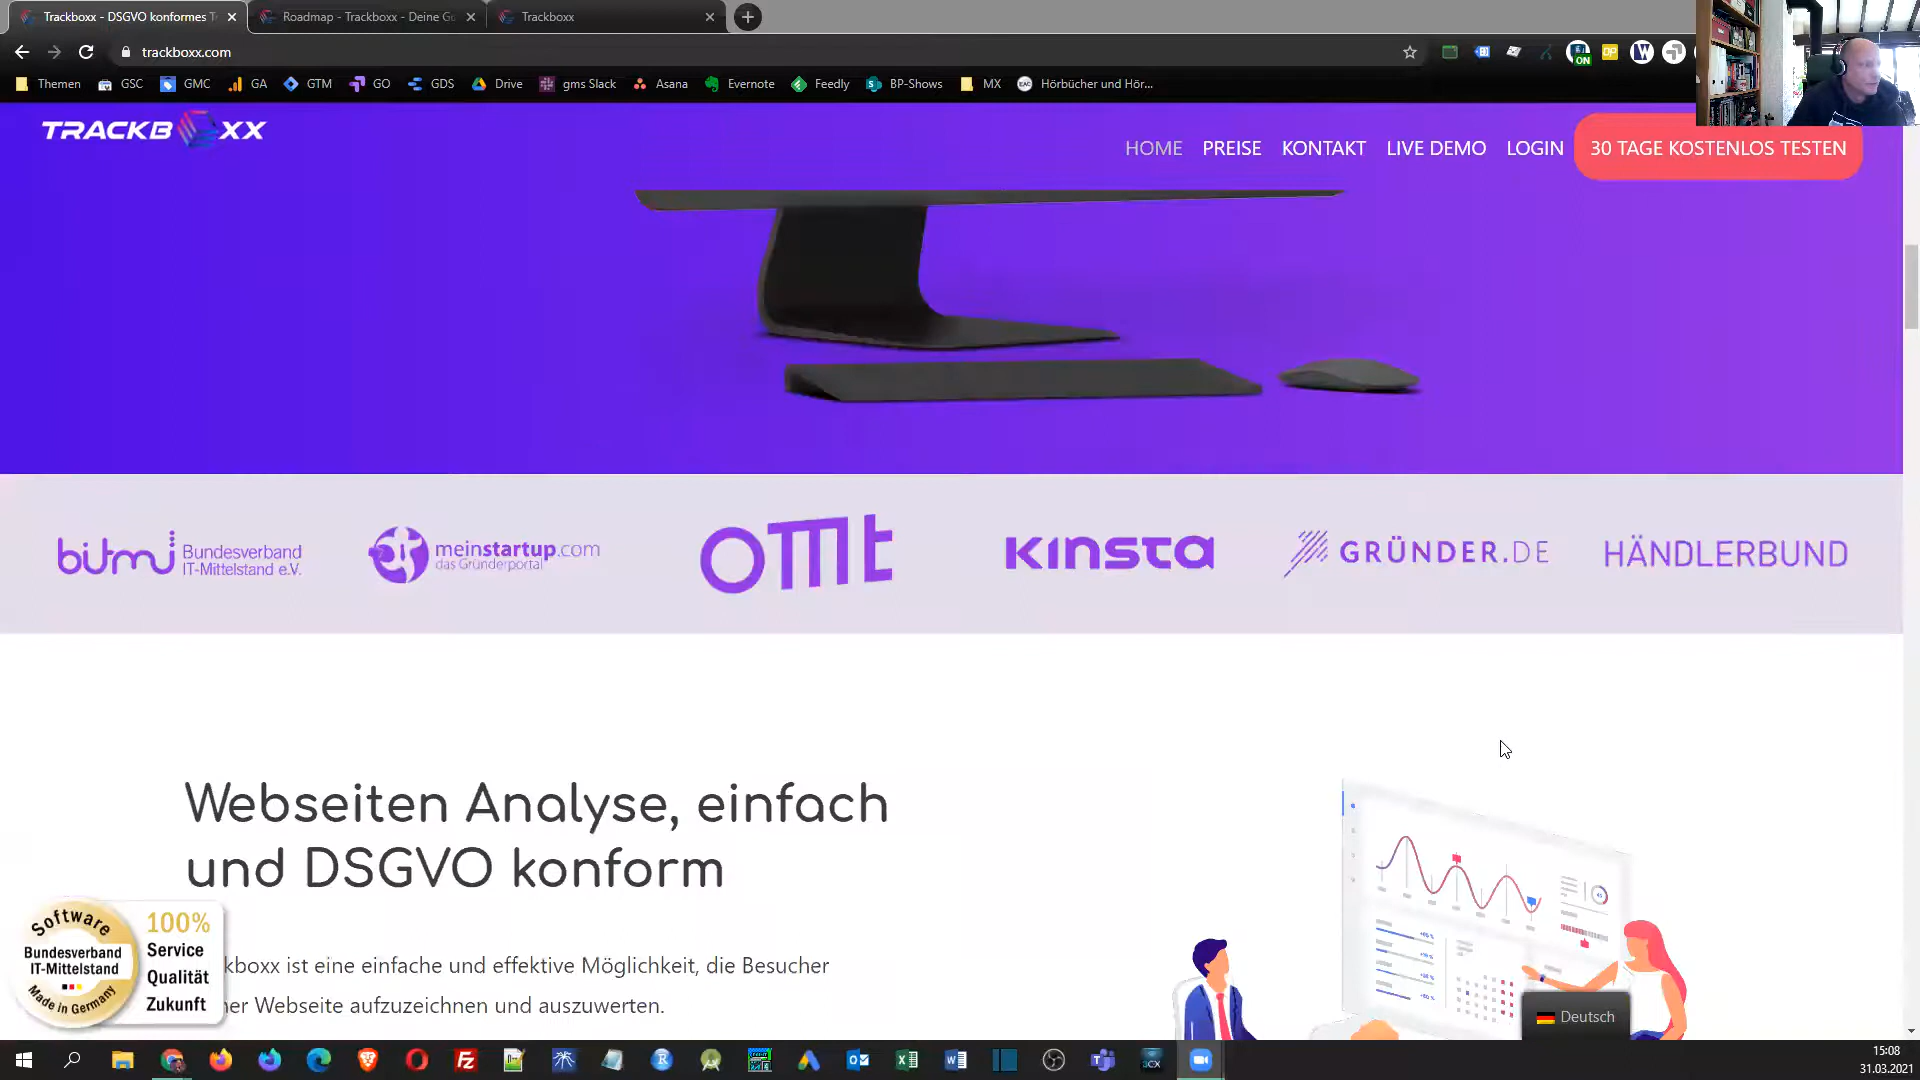 Trackboxx - DSGVO konformes T
Roadmap - Trackboxx - Deine G
Trackboxx
trackboxx.com
ON
Themen
GSC
GMC
GA
GTM
GO
GDS
Drive
gms Slack
Asana
Evernote
Feedly
BP-Shows
MX
Hörbücher und Hör...
TRACKBOXX
HOME
PREISE
KONTAKT
LIVE DEMO
LOGIN
30 TAGE KOSTENLOS TESTEN
bitmi Bundesverband
IT-Mittelstand e.V.
meinstartup.com
das Gründerportal
OMT
KINSTA
GRÜNDER.DE
HÄNDLERBUND
Webseiten Analyse, einfach
und DSGVO konform
kboxx ist eine einfache und effektive Möglichkeit, die Besucher
ner Webseite aufzuzeichnen und auszuwerten.
Software
Bundesverband
IT-Mittelstand
Made in Germany
100%
Service
Qualität
Zukunft
Deutsch
15:08
31.03.2021